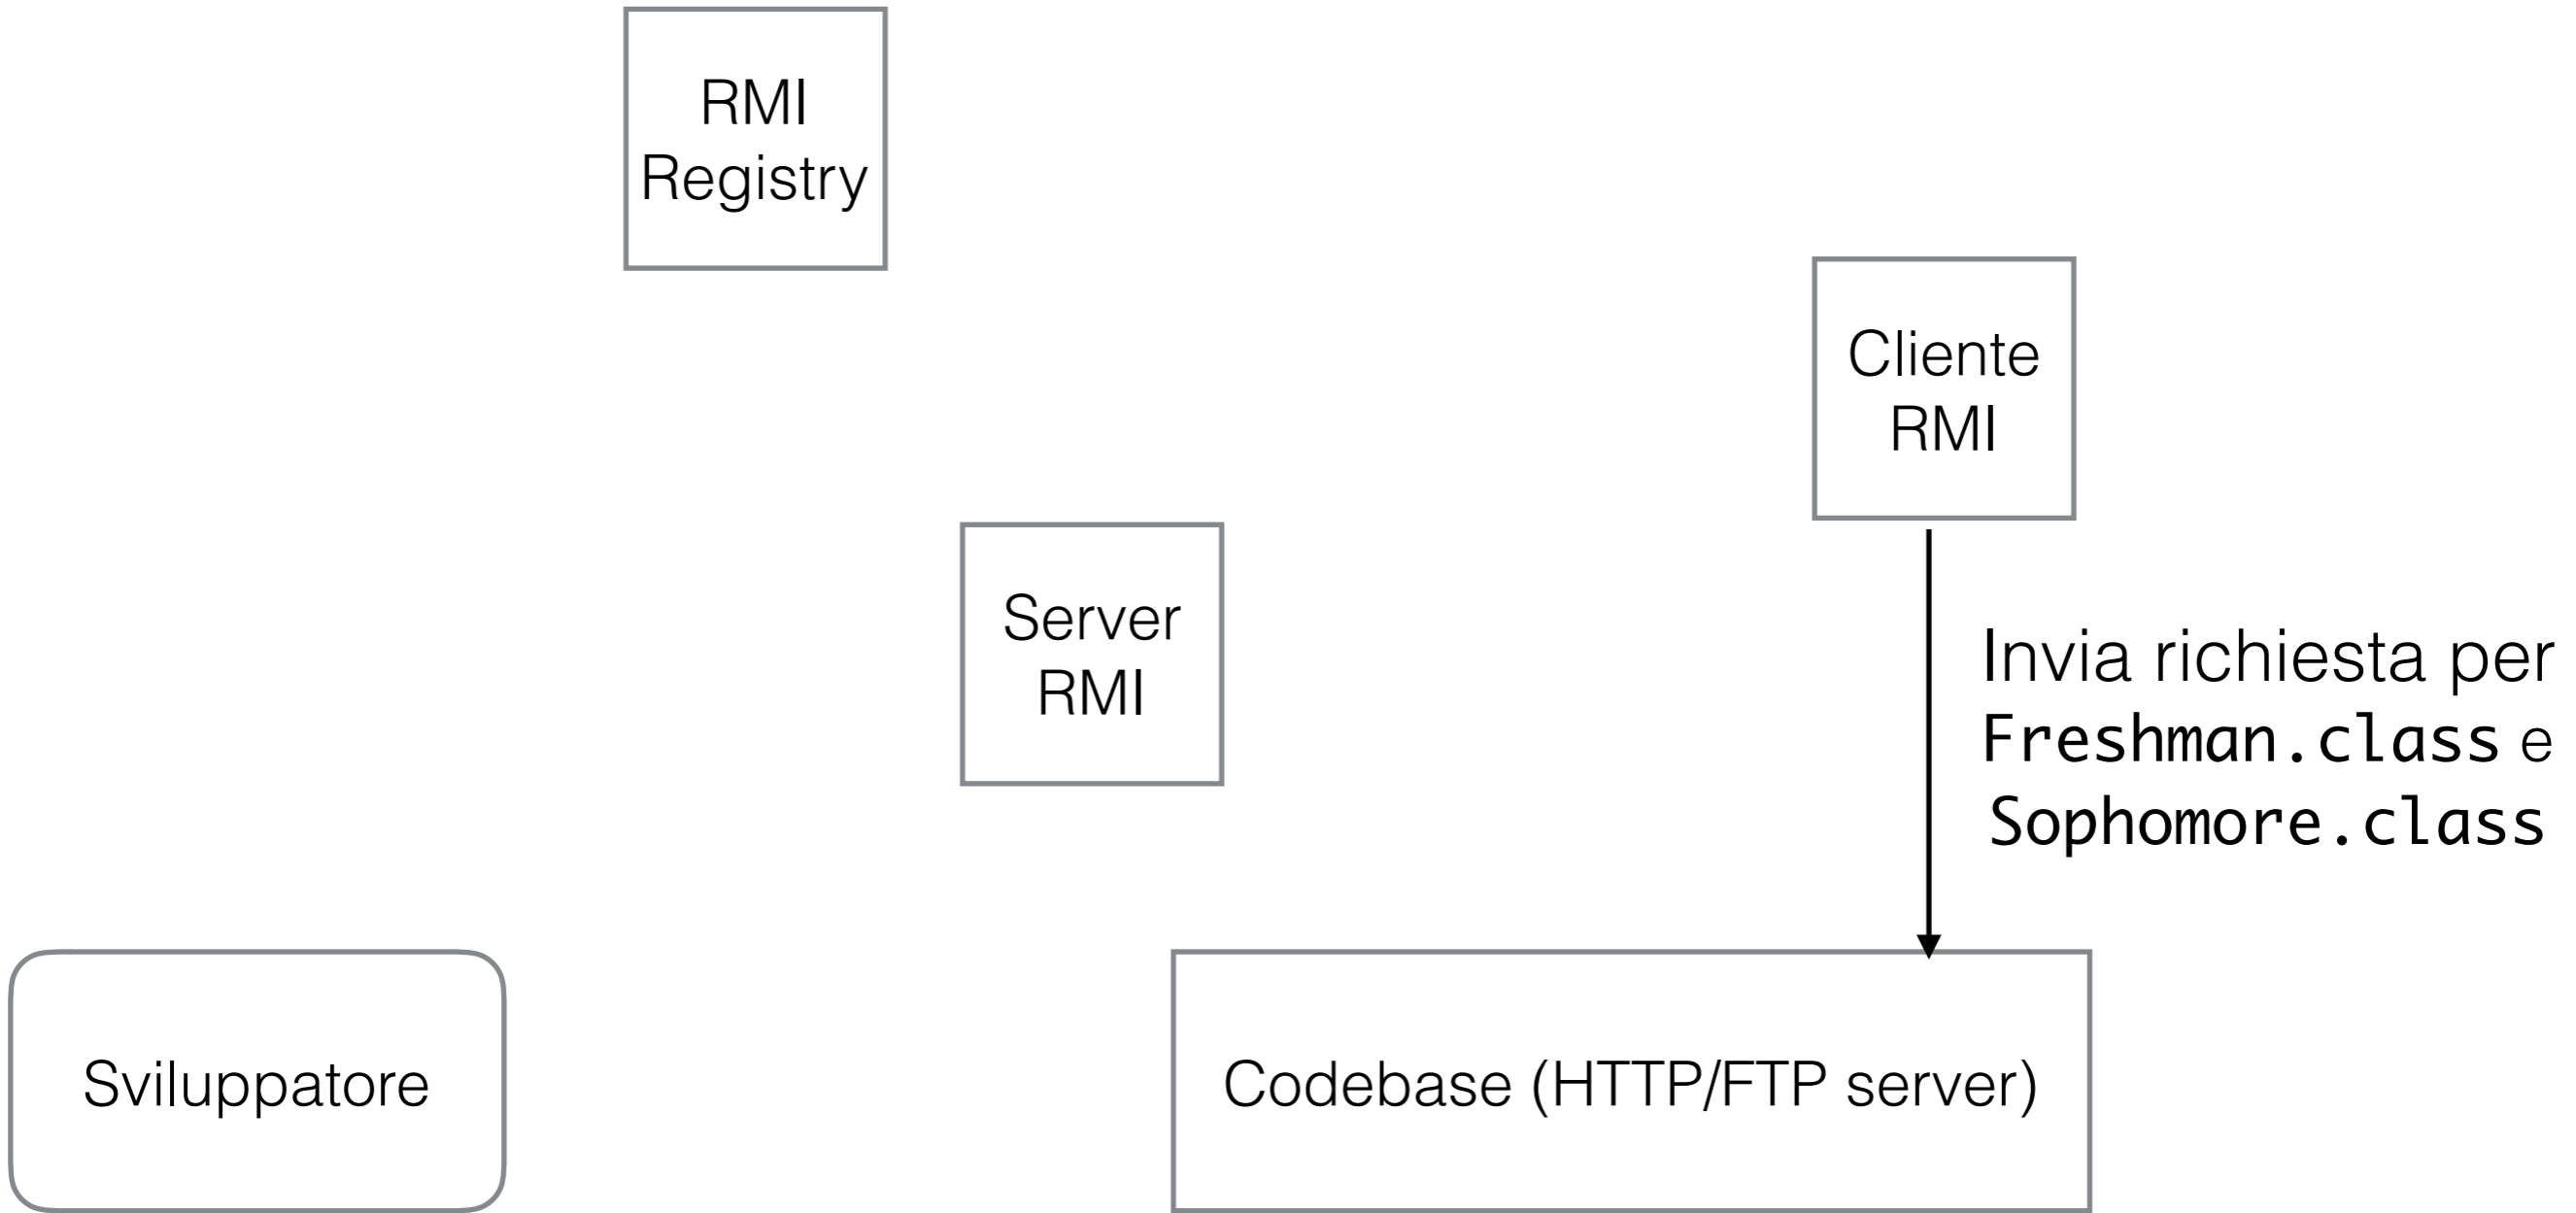 RMI
Registry
Cliente
RMI
Server
RMI
Invia richiesta per
Freshman.class e
Sophomore.class
Sviluppatore
Codebase (HTTP/FTP server)